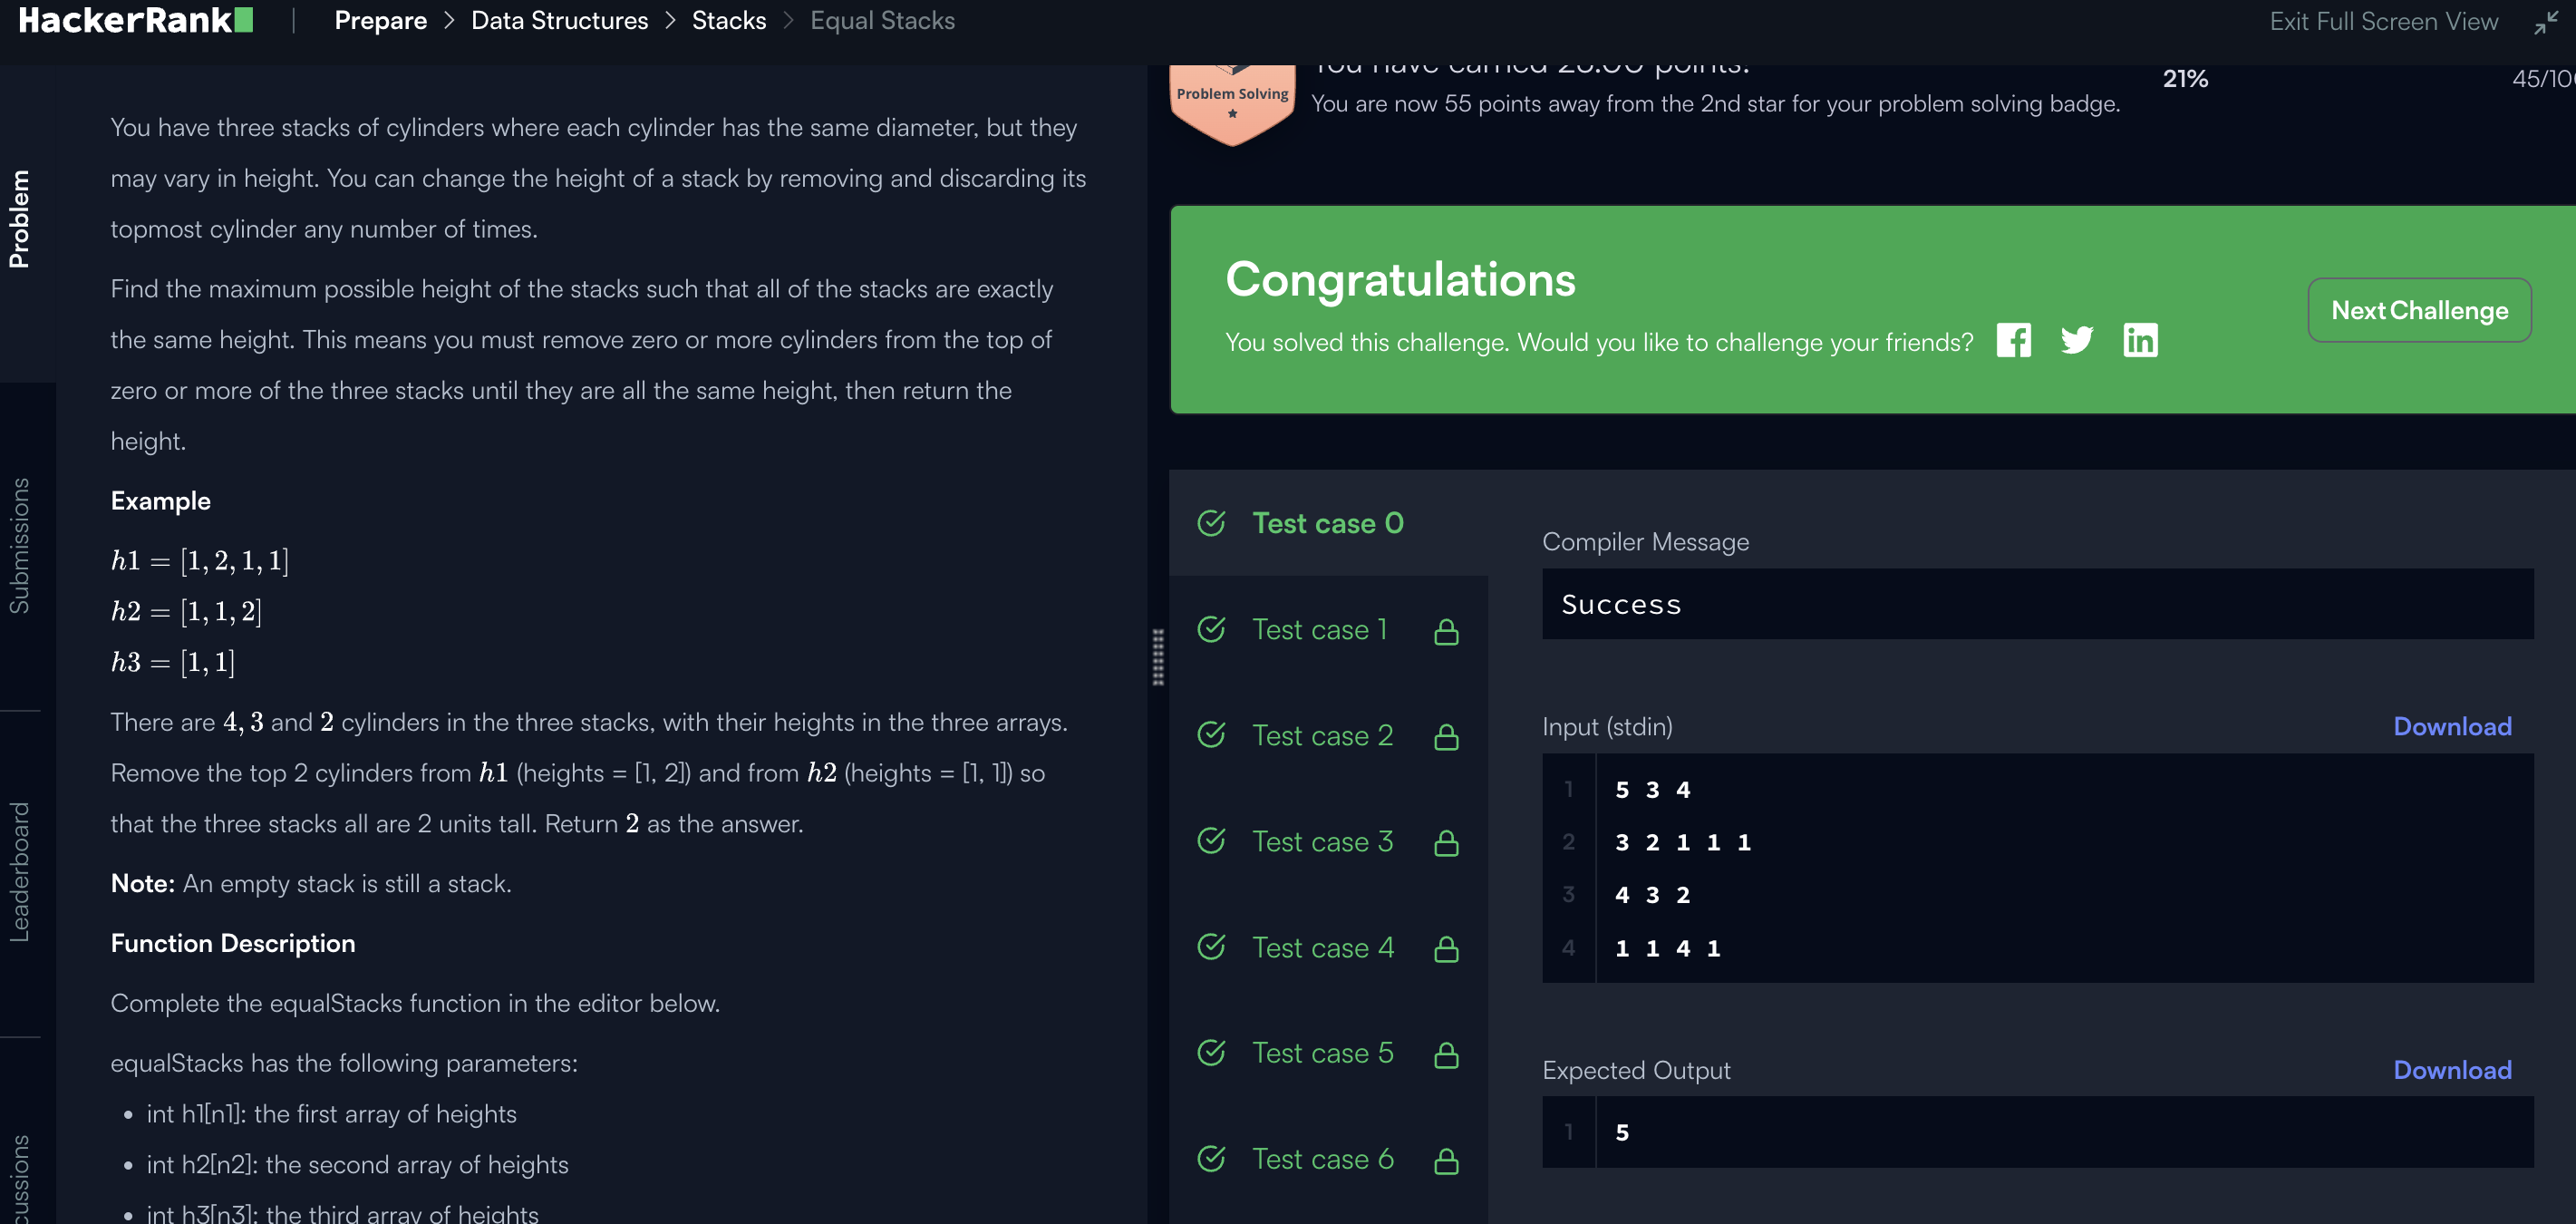 HackerRank
Prepare > Data Structures > Stacks > Equal Stacks
Exit Full Screen View
Problem
Submissions
Leaderboard
You have three stacks of cylinders where each cylinder has the same diameter, but they
may vary in height. You can change the height of a stack by removing and discarding its
topmost cylinder any number of times.
Find the maximum possible height of the stacks such that all of the stacks are exactly
the same height. This means you must remove zero or more cylinders from the top of
zero or more of the three stacks until they are all the same height, then return the
height.
Example
h1 = [1, 2, 1, 1]
h2 = [1, 1, 2]
h3 = [1, 1]
There are 4, 3 and 2 cylinders in the three stacks, with their heights in the three arrays.
Remove the top 2 cylinders from h1 (heights = [1, 2]) and from h2 (heights = [1, 1]) so
that the three stacks all are 2 units tall. Return 2 as the answer.
Note: An empty stack is still a stack.
Function Description
Complete the equalStacks function in the editor below.
equalStacks has the following parameters:
• int h1[n1]: the first array of heights
• int h2[n2]: the second array of heights
• int h3[n3]: the third array of heights
Problem Solving
You have earned points!
You are now 55 points away from the 2nd star for your problem solving badge.
21%
45/10
Congratulations
You solved this challenge. Would you like to challenge your friends?
Next Challenge
Test case 0
Test case 1
Test case 2
Test case 3
Test case 4
Test case 5
Test case 6
Compiler Message
Success
Input (stdin)
Download
1 5 3 4
2 3 2 1 1 1
3 4 3 2
4 1 1 4 1
Expected Output
Download
1 5